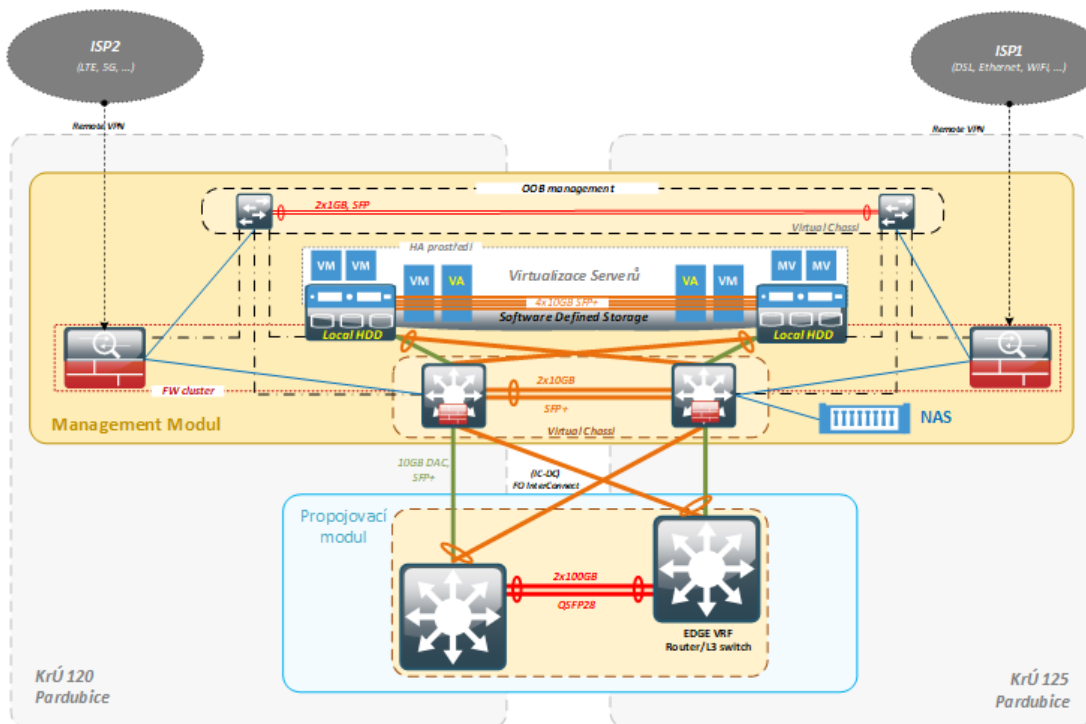 ISP2
(LTE, 5G, ...)
ISP1
(DSL, Ethernet, WiFi, ...)
Remote VPN
Remote VPN
OOB management
2x1GB, SFP
Virtual Chassi
HA prostředí
VM
VM
VM
VA
Virtualizace Serverů
VA
VM
MV
MV
4x10GB SFP+
Software Defined Storage
Local HDD
Local HDD
FW cluster
2x10GB
SFP+
Virtual Chassi
NAS
Management Modul
10GB DAC,
SFP+
(IC-DC)
FO InterConnect
Propojovací
modul
2x100GB
QSFP28
EDGE VRF
Router/L3 switch
KrÚ 120
Pardubice
KrÚ 125
Pardubice